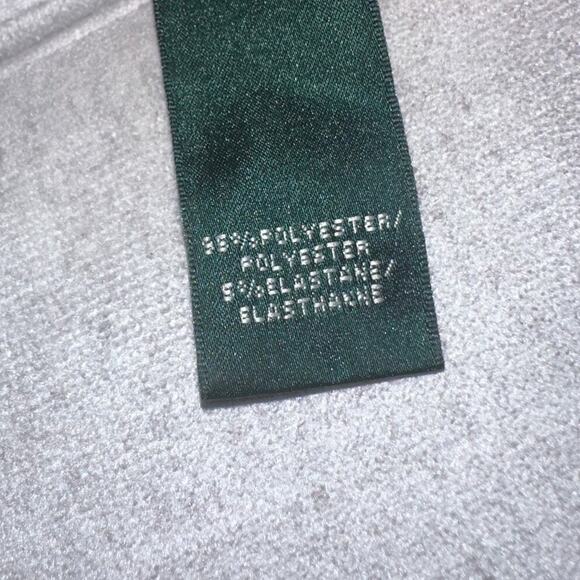 95%POLYESTER/
POLYESTER
5%ELASTANE/
ELASTHANNE